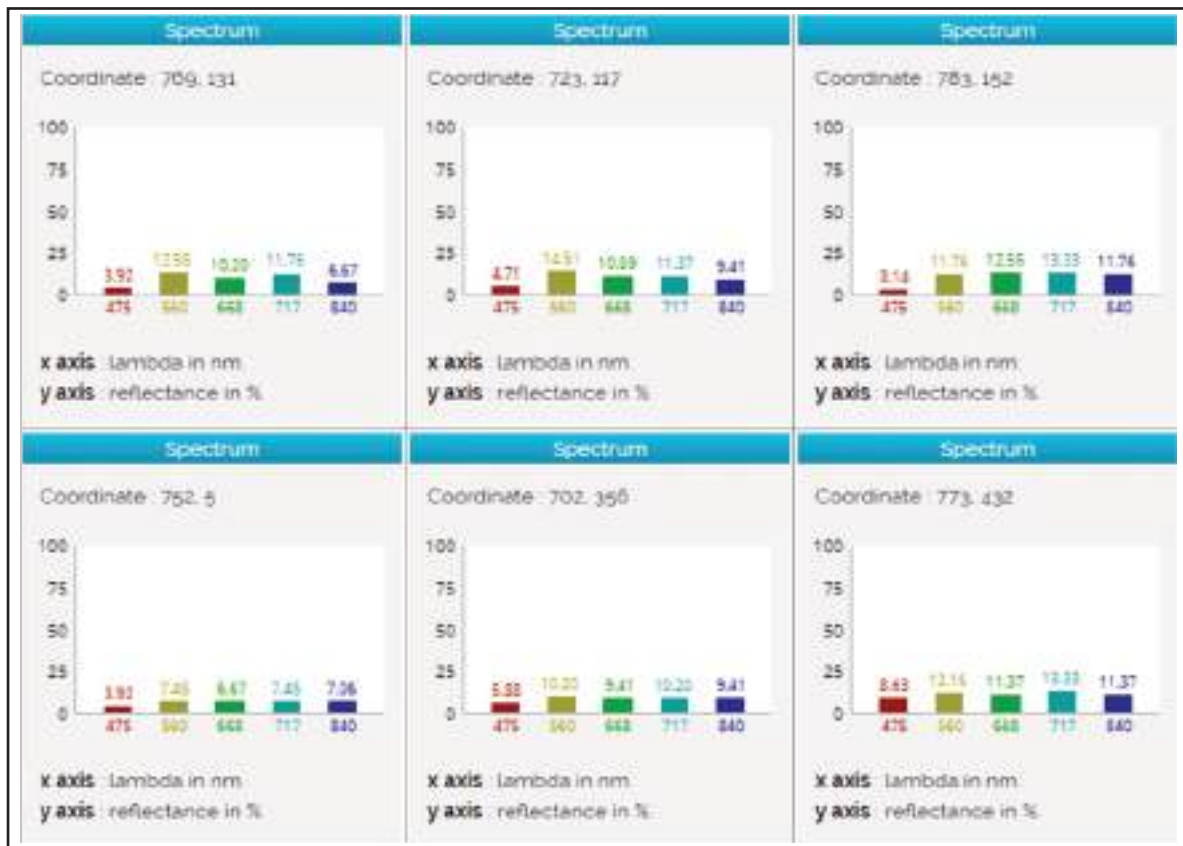 Spectrum
Coordinate : 769, 131
100
75
50
25
0
3.92 12.55 10.20 11.76 6.67
475 560 668 717 840
x axis : lambda in nm
y axis : reflectance in %
Spectrum
Coordinate : 723, 117
100
75
50
25
0
4.71 14.51 11.37 9.41
475 560 668 717 840
x axis : lambda in nm
y axis : reflectance in %
Spectrum
Coordinate : 783, 152
100
75
50
25
0
3.14 11.76 12.55 13.33 11.76
475 560 668 717 840
x axis : lambda in nm
y axis : reflectance in %
Spectrum
Coordinate : 752, 5
100
75
50
25
0
3.92 7.45 6.67 7.45 7.06
475 560 668 717 840
x axis : lambda in nm
y axis : reflectance in %
Spectrum
Coordinate : 702, 356
100
75
50
25
0
10.20 9.41 10.20 9.41
475 560 668 717 840
x axis : lambda in nm
y axis : reflectance in %
Spectrum
Coordinate : 773, 432
100
75
50
25
0
8.63 12.16 11.37 13.33 11.37
475 560 668 717 840
x axis : lambda in nm
y axis : reflectance in %